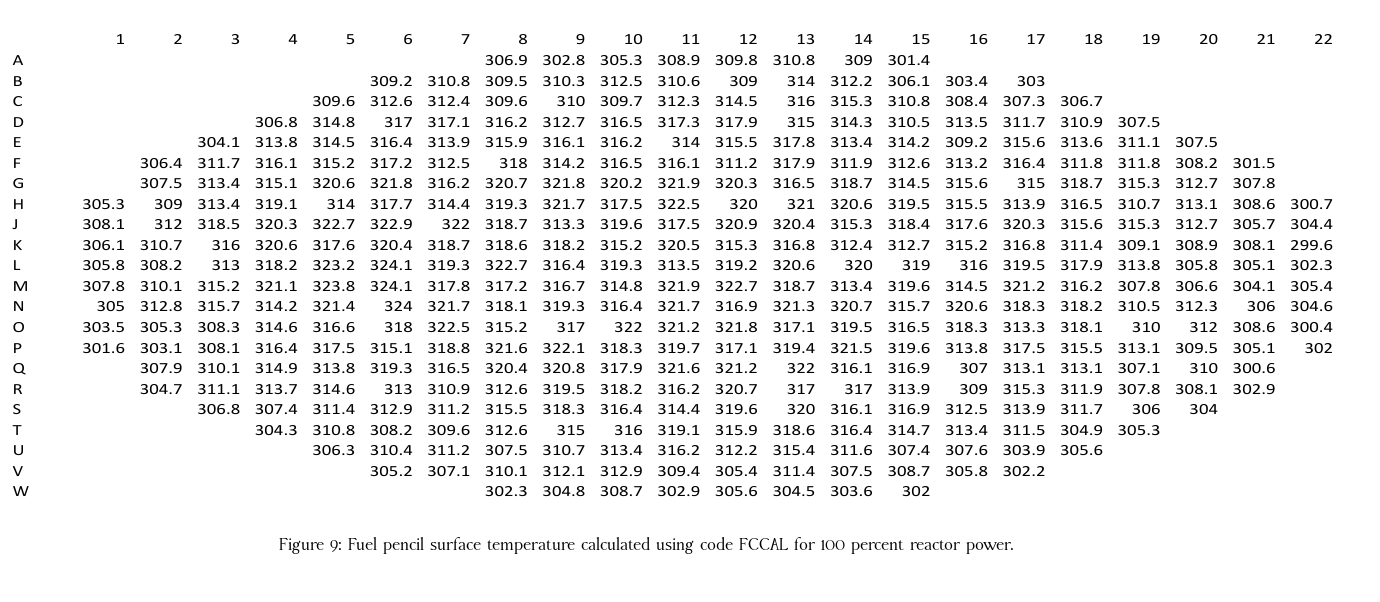 1 2 3 4 5 6 7 8 9 10 11 12 13 14 15 16 17 18 19 20 21 22
A 306.9 302.8 305.3 308.9 309.8 310.8 309 301.4
B 309.2 310.8 309.5 310.3 312.5 310.6 309 314 312.2 306.1 303.4 303
C 309.6 312.6 312.4 309.6 310 309.7 312.3 314.5 316 315.3 310.8 308.4 307.3 306.7
D 306.8 314.8 317 317.1 316.2 312.7 316.5 317.3 317.9 315 314.3 310.5 313.5 311.7 310.9 307.5
E 304.1 313.8 314.5 316.4 313.9 315.9 316.1 316.2 314 315.5 317.8 313.4 314.2 309.2 315.6 313.6 311.1 307.5
F 306.4 311.7 316.1 315.2 317.2 312.5 318 314.2 316.5 316.1 311.2 317.9 311.9 312.6 313.2 316.4 311.8 311.8 308.2 301.5
G 307.5 313.4 315.1 320.6 321.8 316.2 320.7 321.8 320.2 321.9 320.3 316.5 318.7 314.5 315.6 315 318.7 315.3 312.7 307.8
H 305.3 309 313.4 319.1 314 317.7 314.4 319.3 321.7 317.5 322.5 320 321 320.6 319.5 315.5 313.9 316.5 310.7 313.1 308.6 300.7
J 308.1 312 318.5 320.3 322.7 322.9 322 318.7 313.3 319.6 317.5 320.9 320.4 315.3 318.4 317.6 320.3 315.6 315.3 312.7 305.7 304.4
K 306.1 310.7 316 320.6 317.6 320.4 318.7 318.6 318.2 315.2 320.5 315.3 316.8 312.4 312.7 315.2 316.8 311.4 309.1 308.9 308.1 299.6
L 305.8 308.2 313 318.2 323.2 324.1 319.3 322.7 316.4 319.3 313.5 319.2 320.6 320 319 316 319.5 317.9 313.8 305.8 305.1 302.3
M 307.8 310.1 315.2 321.1 323.8 324.1 317.8 317.2 316.7 314.8 321.9 322.7 318.7 313.4 319.6 314.5 321.2 316.2 307.8 306.6 304.1 305.4
N 305 312.8 315.7 314.2 321.4 324 321.7 318.1 319.3 316.4 321.7 316.9 321.3 320.7 315.7 320.6 318.3 318.2 310.5 312.3 306 304.6
O 303.5 305.3 308.3 314.6 316.6 318 322.5 315.2 317 322 321.2 321.8 317.1 319.5 316.5 318.3 313.3 318.1 310 312 308.6 300.4
P 301.6 303.1 308.1 316.4 317.5 315.1 318.8 321.6 322.1 318.3 319.7 317.1 319.4 321.5 319.6 313.8 317.5 315.5 313.1 309.5 305.1 302
Q 307.9 310.1 314.9 313.8 319.3 316.5 320.4 320.8 317.9 321.6 321.2 322 316.1 316.9 307 313.1 313.1 307.1 310 300.6
R 304.7 311.1 313.7 314.6 313 310.9 312.6 319.5 318.2 316.2 320.7 317 317 313.9 309 315.3 311.9 307.8 308.1 302.9
S 306.8 307.4 311.4 312.9 311.2 315.5 318.3 316.4 314.4 319.6 320 316.1 316.9 312.5 313.9 311.7 306 304
T 304.3 310.8 308.2 309.6 312.6 315 316 319.1 315.9 318.6 316.4 314.7 313.4 311.5 304.9 305.3
U 306.3 310.4 311.2 307.5 310.7 313.4 316.2 312.2 315.4 311.6 307.4 307.6 303.9 305.6
V 305.2 307.1 310.1 312.1 312.9 309.4 305.4 311.4 307.5 308.7 305.8 302.2
W 302.3 304.8 308.7 302.9 305.6 304.5 303.6 302
Figure 9: Fuel pencil surface temperature calculated using code FCCAL for 100 percent reactor power.